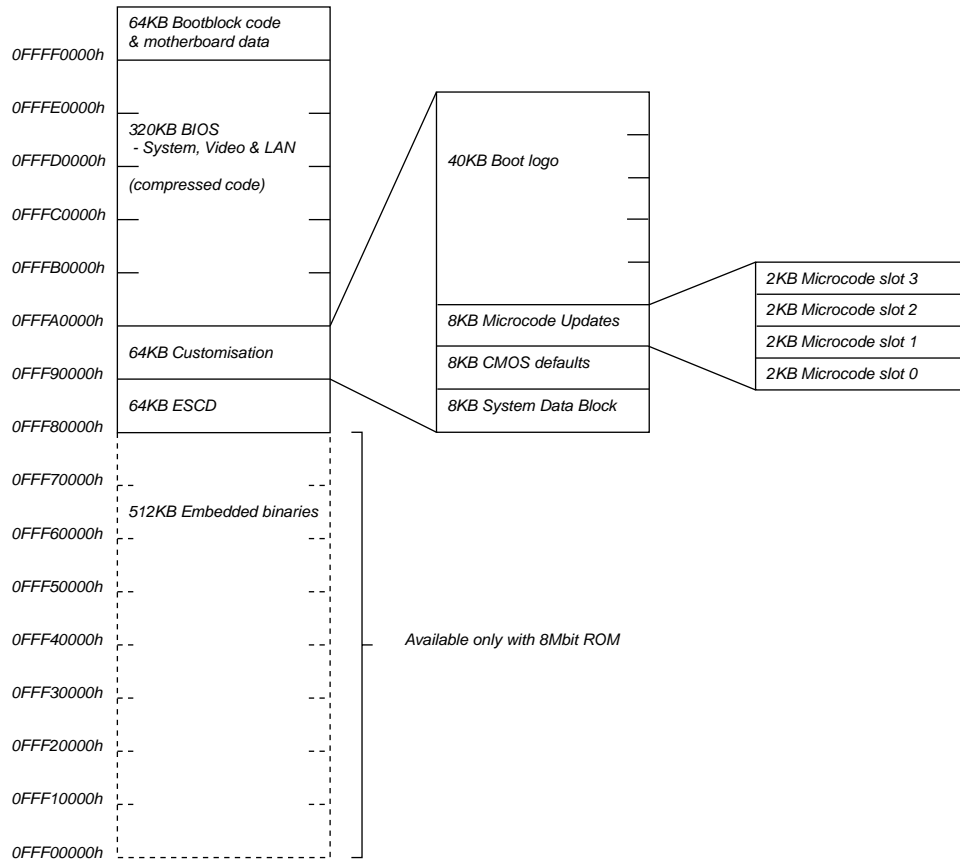 64KB Bootblock code
& motherboard data
0FFFF0000h
0FFFE0000h
320KB BIOS
- System, Video & LAN
0FFFD0000h
(compressed code)
0FFFC0000h
0FFFB0000h
0FFFA0000h
64KB Customisation
0FFF90000h
64KB ESCD
0FFF80000h
0FFF70000h
512KB Embedded binaries
0FFF60000h
0FFF50000h
0FFF40000h
0FFF30000h
0FFF20000h
0FFF10000h
0FFF00000h
Available only with 8Mbit ROM
40KB Boot logo
8KB Microcode Updates
8KB CMOS defaults
8KB System Data Block
2KB Microcode slot 3
2KB Microcode slot 2
2KB Microcode slot 1
2KB Microcode slot 0